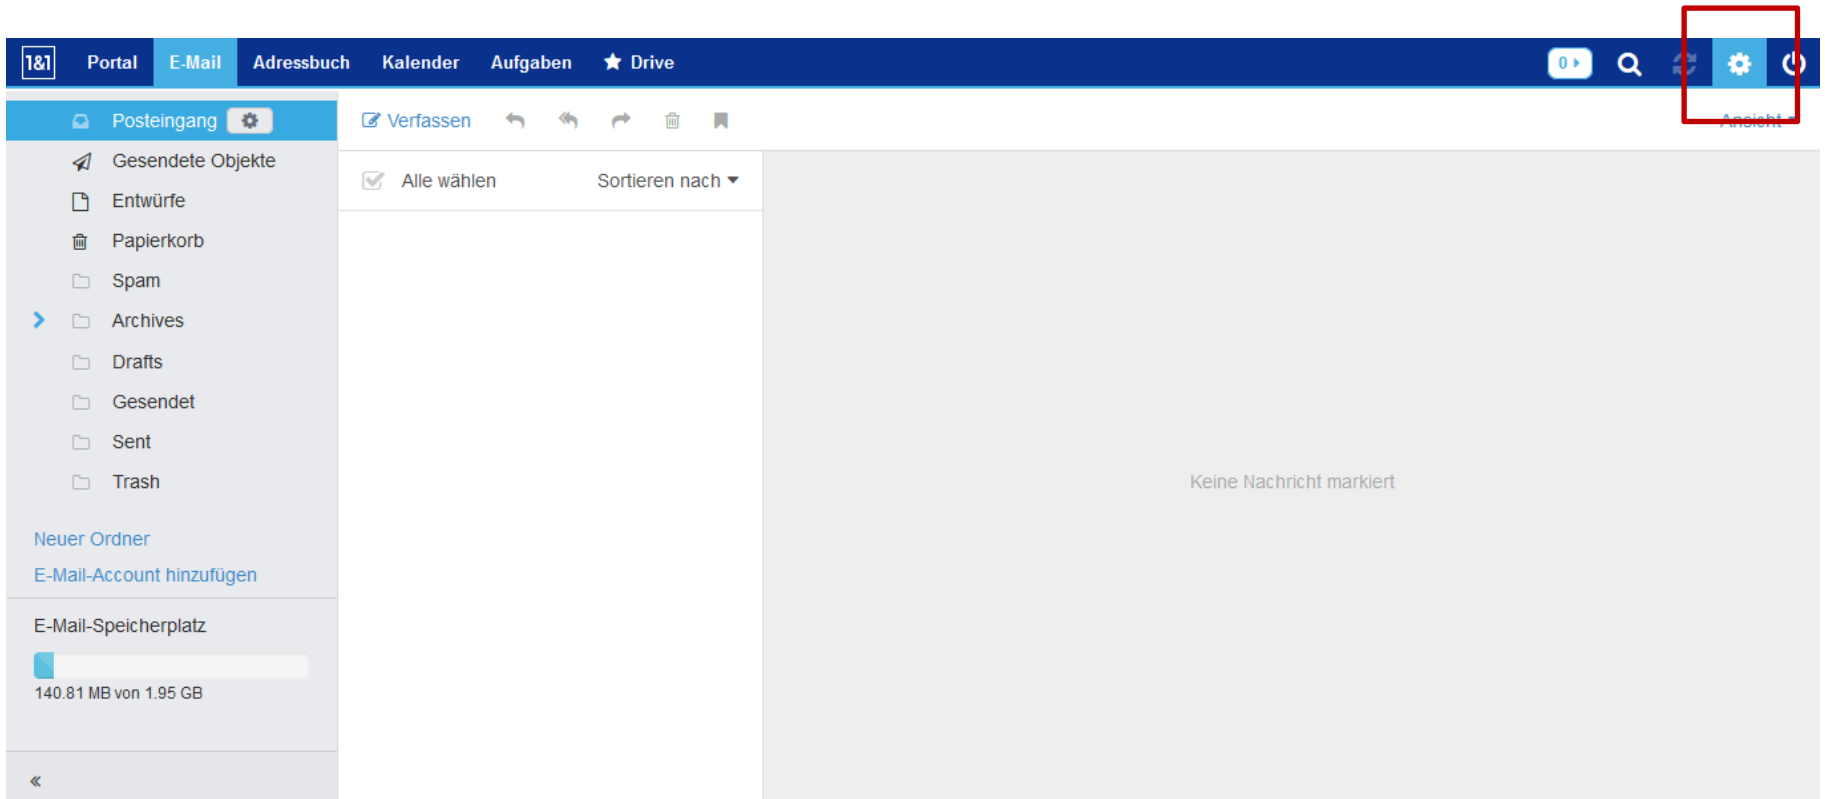 1&1 Portal E-Mail Adressbuch Kalender Aufgaben Drive 0
Posteingang
Gesendete Objekte
Entwürfe
Papierkorb
Spam
Archives
Drafts
Gesendet
Sent
Trash
Neuer Ordner
E-Mail-Account hinzufügen
E-Mail-Speicherplatz
140.81 MB von 1.95 GB
Verfassen
Ansicht
Alle wählen Sortieren nach
Keine Nachricht markiert